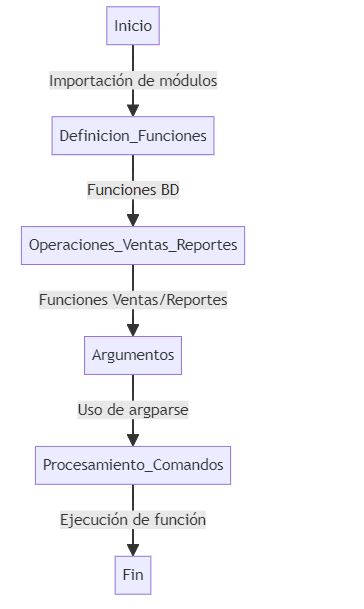 Inicio
Importación de módulos
Definicion_Funciones
Funciones BD
Operaciones_Ventas_Reportes
Funciones Ventas/Reportes
Argumentos
Uso de argparse
Procesamiento_Comandos
Ejecución de función
Fin